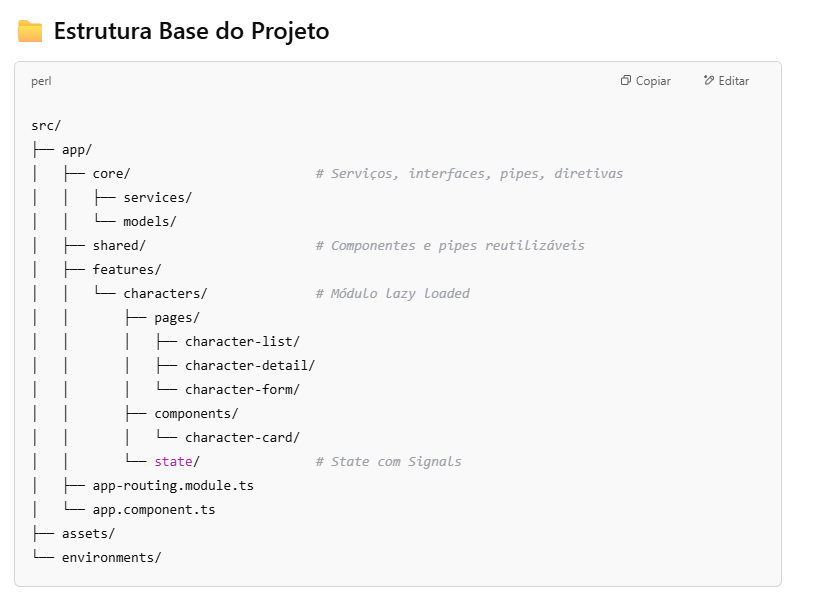 Estrutura Base do Projeto
perl
Copiar
Editar
src/
├── app/
│   ├── core/                        # Serviços, interfaces, pipes, diretivas
│   │   ├── services/
│   │   └── models/
│   ├── shared/                      # Componentes e pipes reutilizáveis
│   ├── features/
│   │   └── characters/              # Módulo lazy loaded
│   │       ├── pages/
│   │       │   ├── character-list/
│   │       │   ├── character-detail/
│   │       │   └── character-form/
│   │       ├── components/
│   │       │   └── character-card/
│   │       └── state/               # State com Signals
│   ├── app-routing.module.ts
│   └── app.component.ts
├── assets/
└── environments/